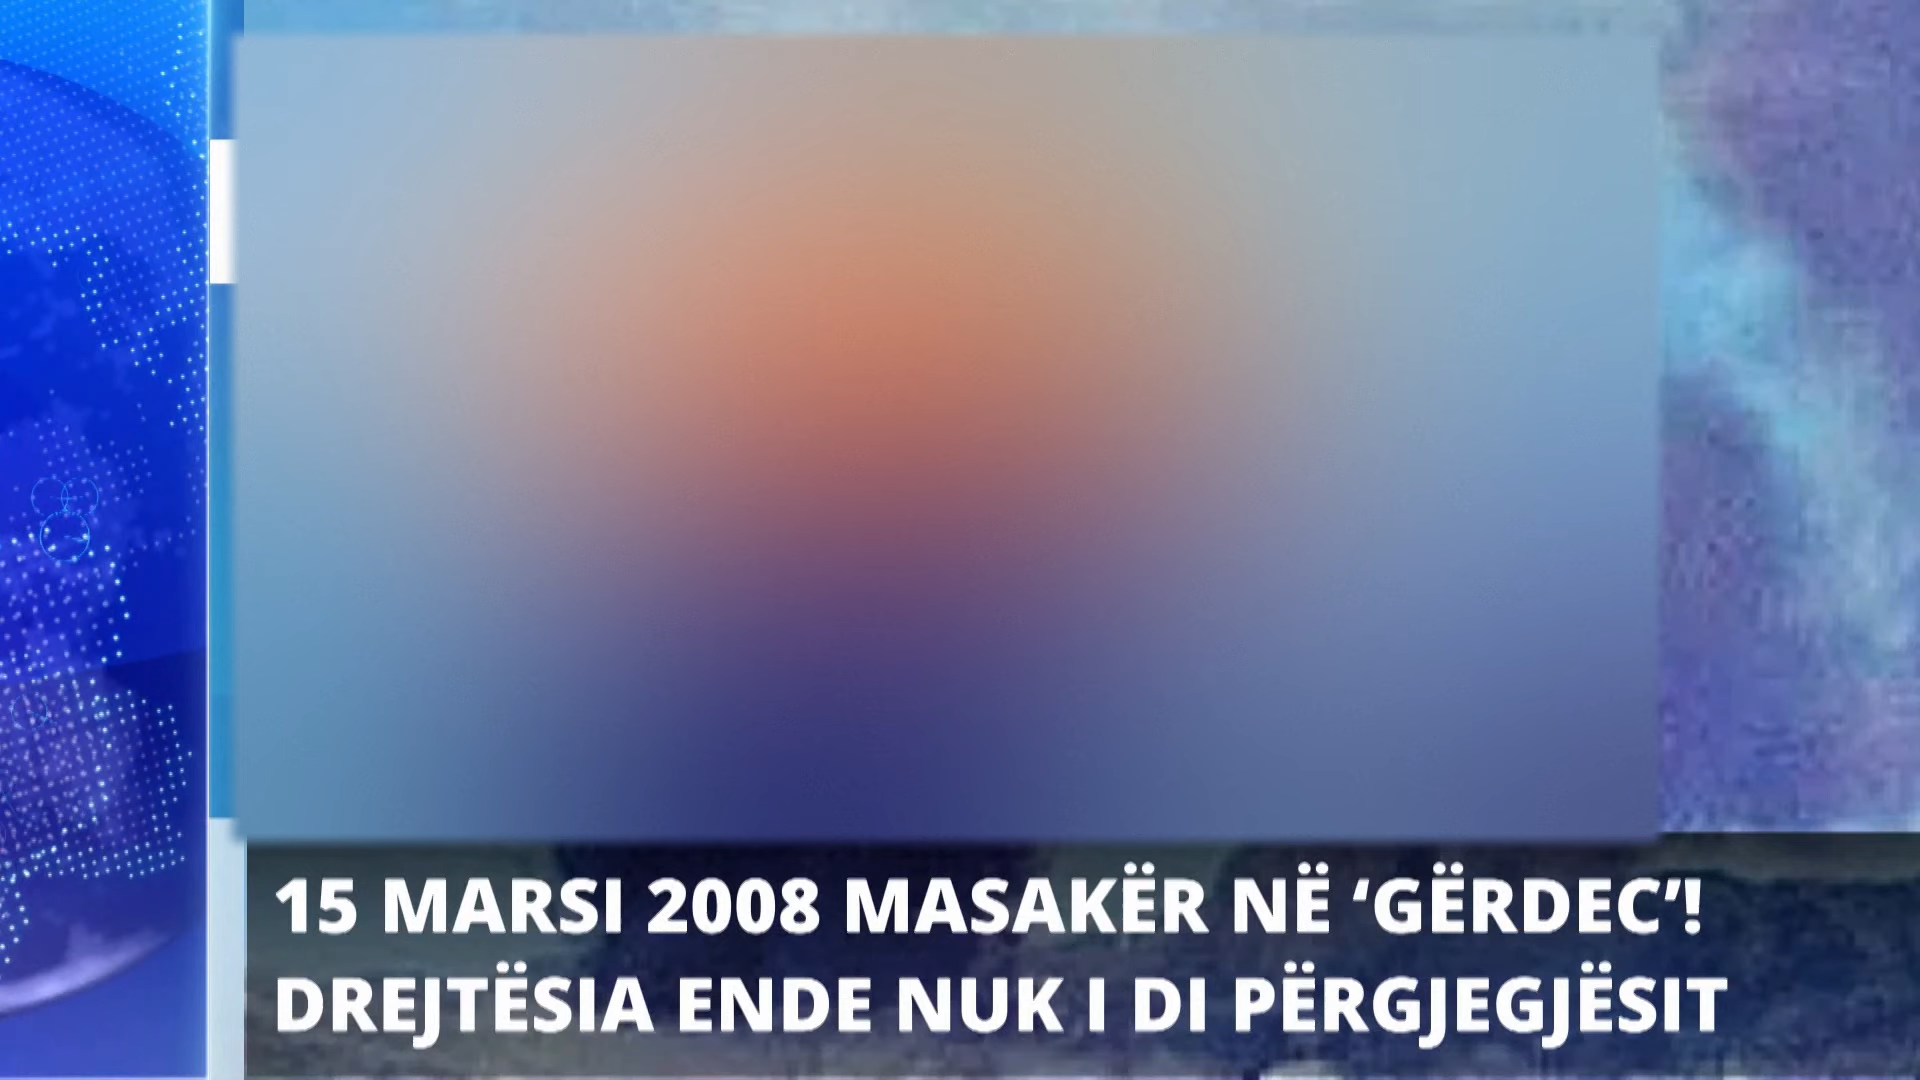 15 MARSI 2008 MASAKËR NË ‘GËRDEC’!
DREJTËSIA ENDE NUK I DI PËRGJEGJËSIT